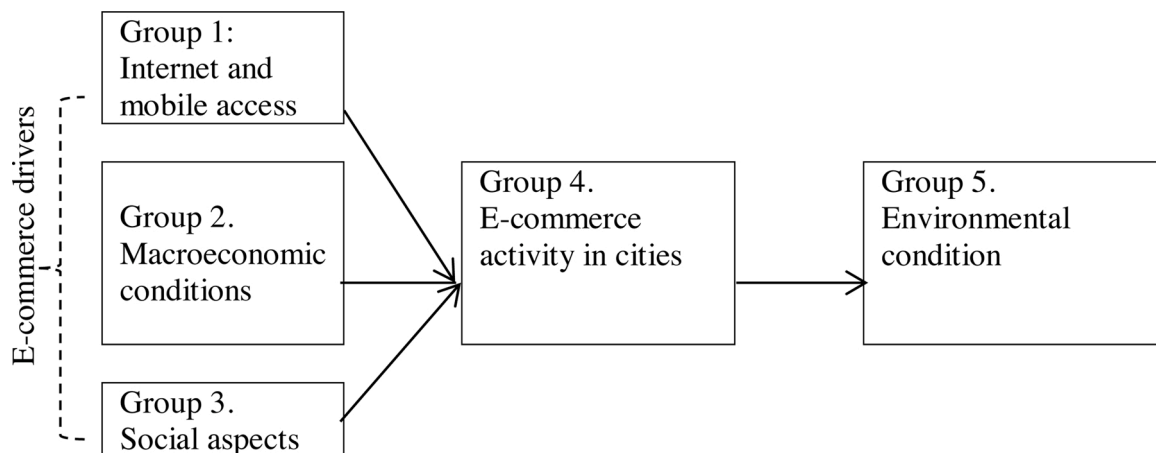 E-commerce drivers
Group 1:
Internet and
mobile access
Group 2.
Macroeconomic
conditions
Group 3.
Social aspects
Group 4.
E-commerce
activity in cities
Group 5.
Environmental
condition